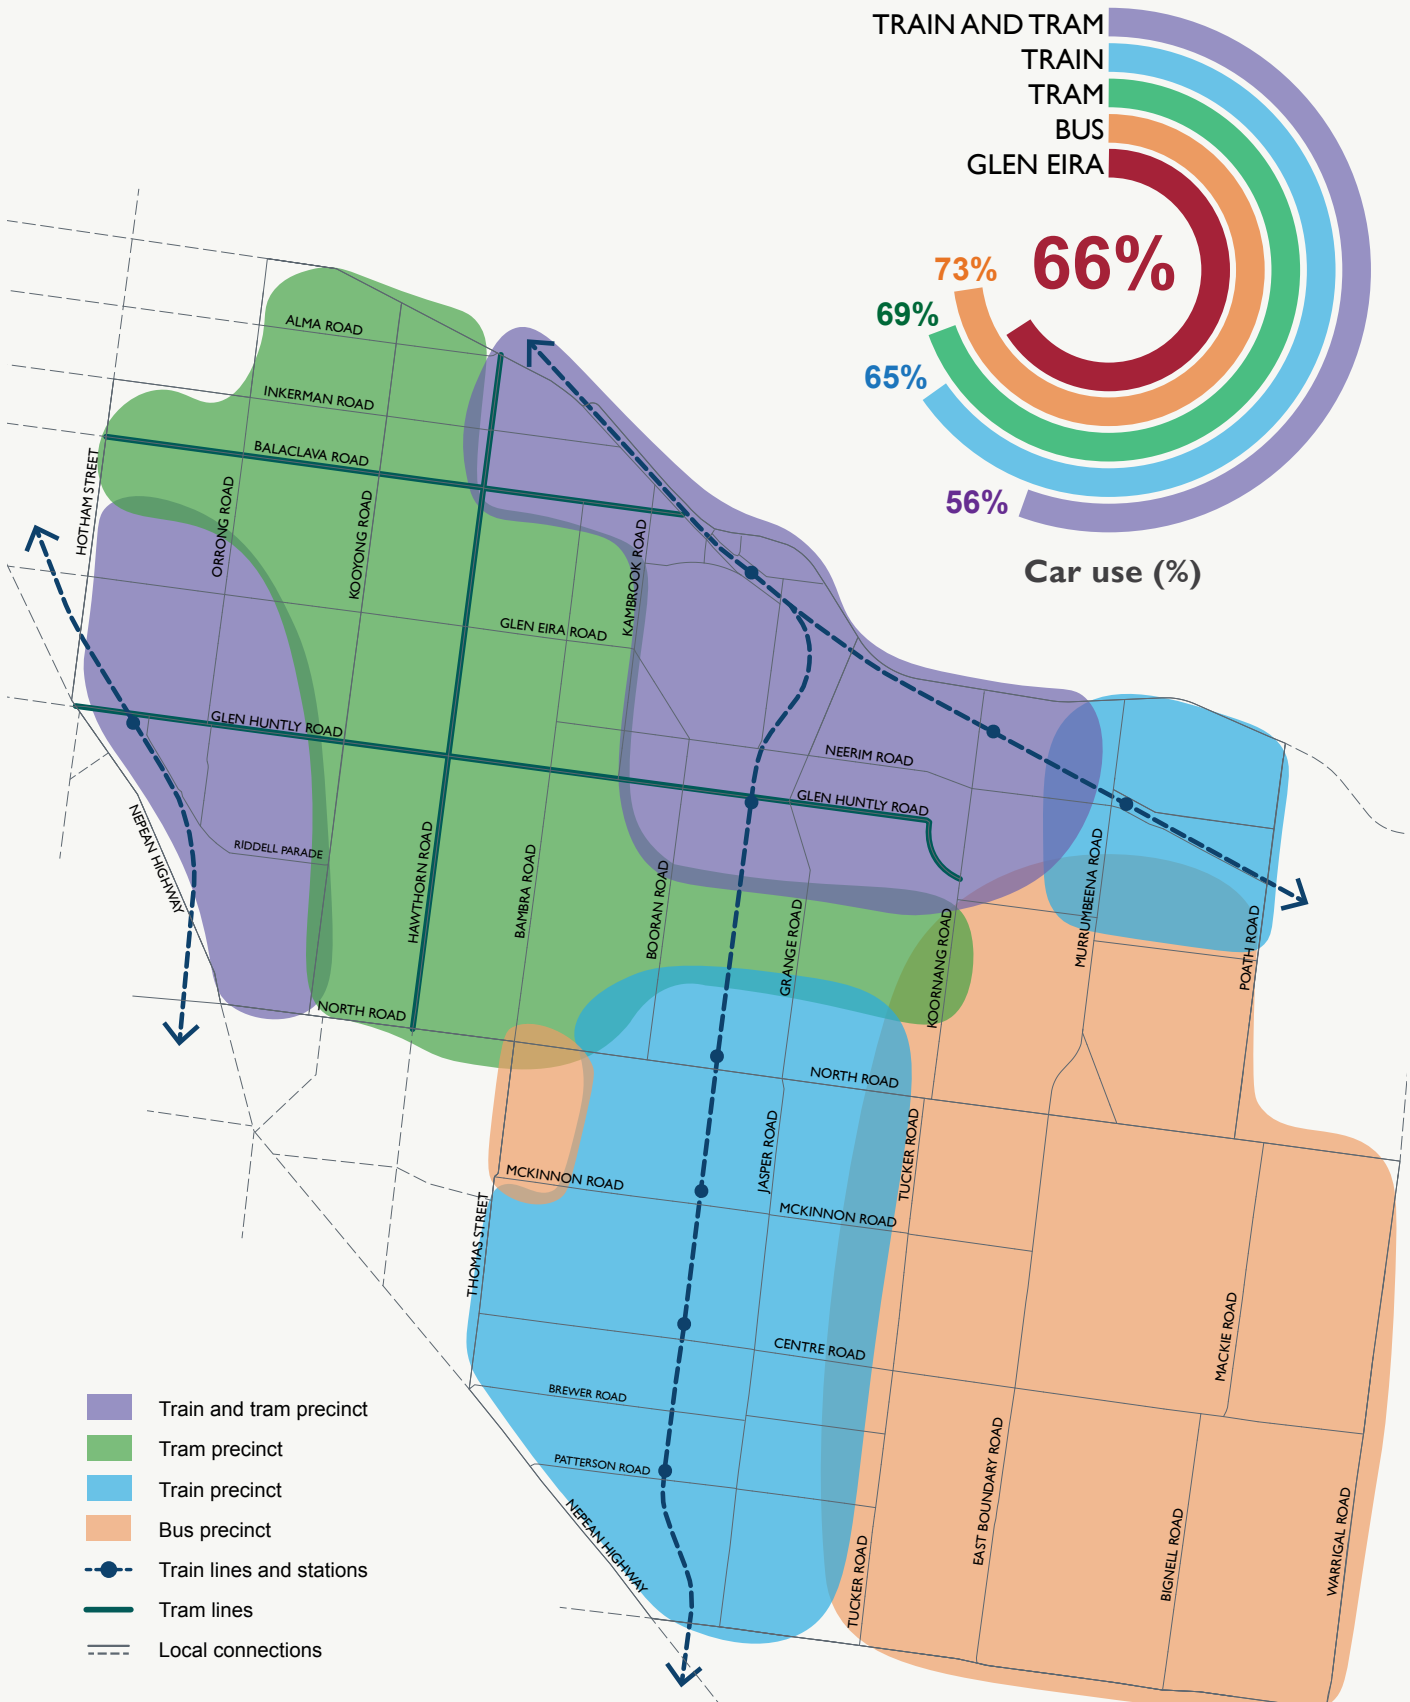 TRAIN AND TRAM
TRAIN
TRAM
BUS
GLEN EIRA
66%
73%
69%
65%
56%
Car use (%)
ALMA ROAD
INKERMAN ROAD
BALACLAVA ROAD
HOTHAM STREET
ORRONG ROAD
KOOYONG ROAD
KAMBROOK ROAD
GLEN EIRA ROAD
GLEN HUNTLY ROAD
NEERIM ROAD
GLEN HUNTLY ROAD
NEPEAN HIGHWAY
RIDDELL PARADE
HAWTHORN ROAD
BAMBRA ROAD
BOORAN ROAD
GRANGE ROAD
KOORNANG ROAD
MURRUMBEENA ROAD
POATH ROAD
NORTH ROAD
NORTH ROAD
JASPER ROAD
TUCKER ROAD
MCKINNON ROAD
MCKINNON ROAD
THOMAS STREET
CENTRE ROAD
MACKIE ROAD
BREWER ROAD
PATTERSON ROAD
NEPEAN HIGHWAY
EAST BOUNDARY ROAD
TUCKER ROAD
BIGNELL ROAD
WARRIGAL ROAD
Train and tram precinct
Tram precinct
Train precinct
Bus precinct
Train lines and stations
Tram lines
Local connections